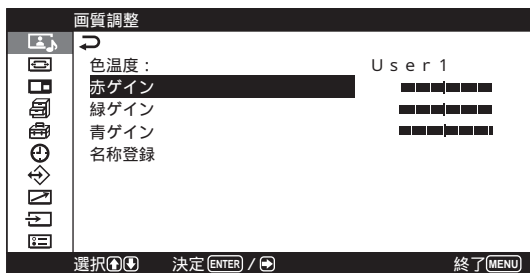 画質調整
色温度： User1
赤ゲイン
緑ゲイン
青ゲイン
名称登録
選択 決定 ENTER / 終了 MENU